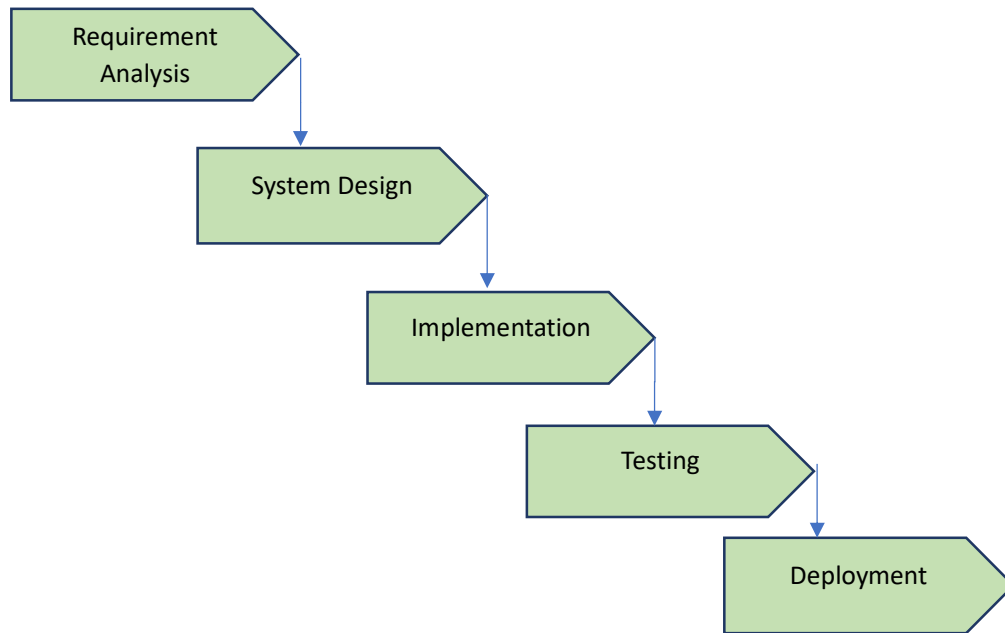 Requirement
Analysis
System Design
Implementation
Testing
Deployment